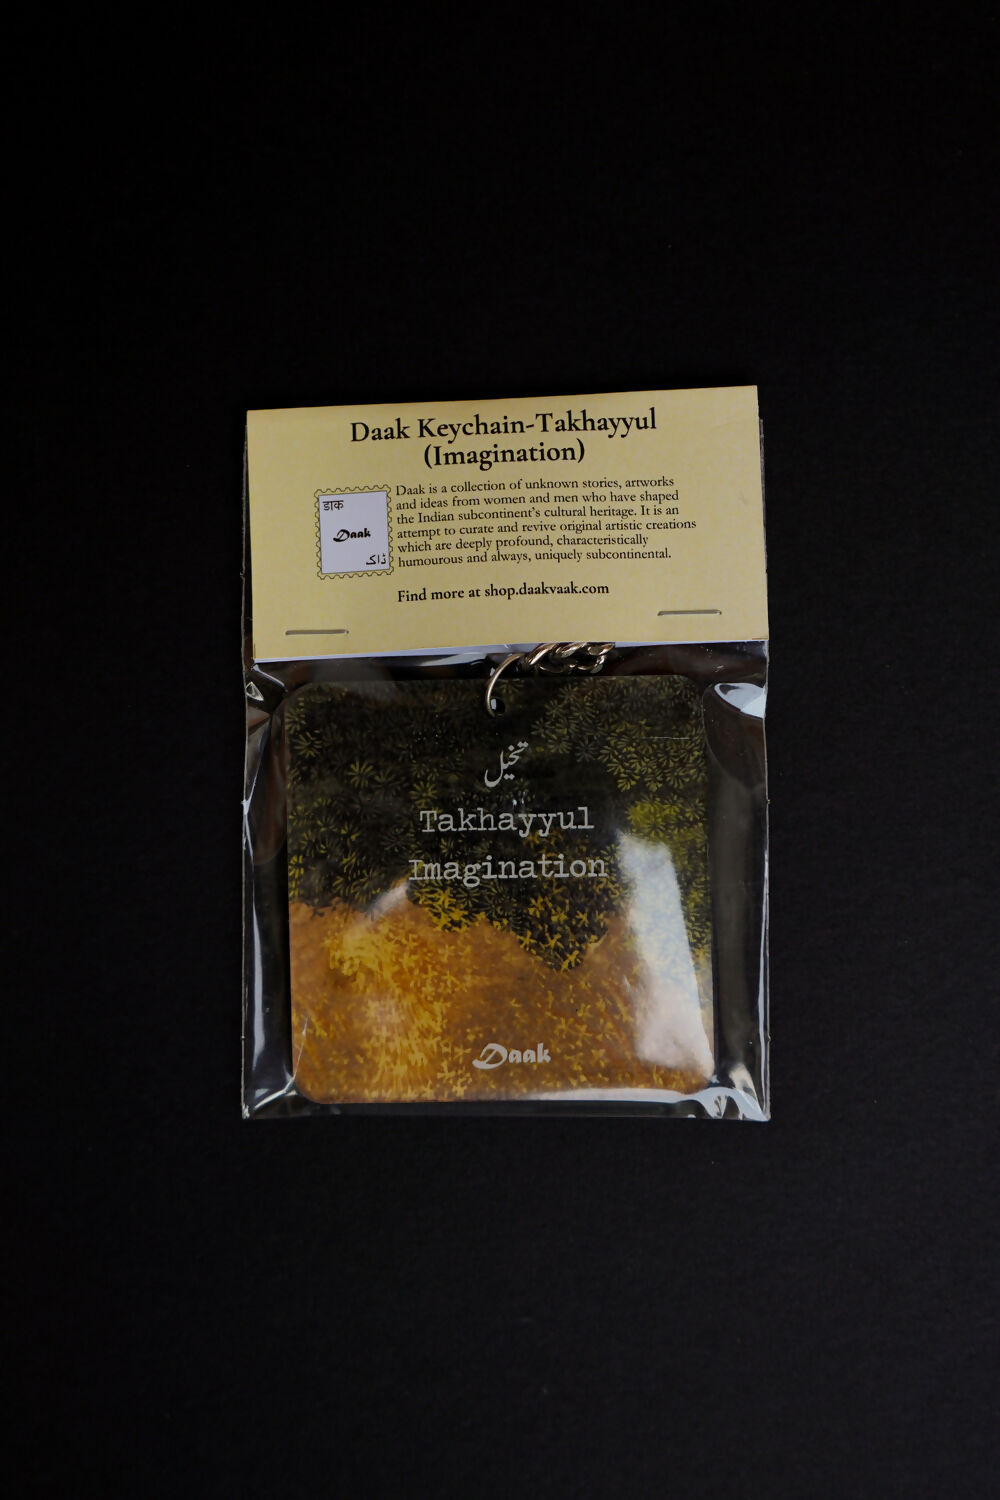 Daak Keychain-Takhayyul
(Imagination)
डाक
Daak
ڈاک
Daak is a collection of unknown stories, artworks
and ideas from women and men who have shaped
the Indian subcontinent's cultural heritage. It is an
attempt to curate and revive original artistic creations
which are deeply profound, characteristically
humourous and always, uniquely subcontinental.
Find more at shop.daakvaak.com
تخیل
Takhayyul
Imagination
Daak